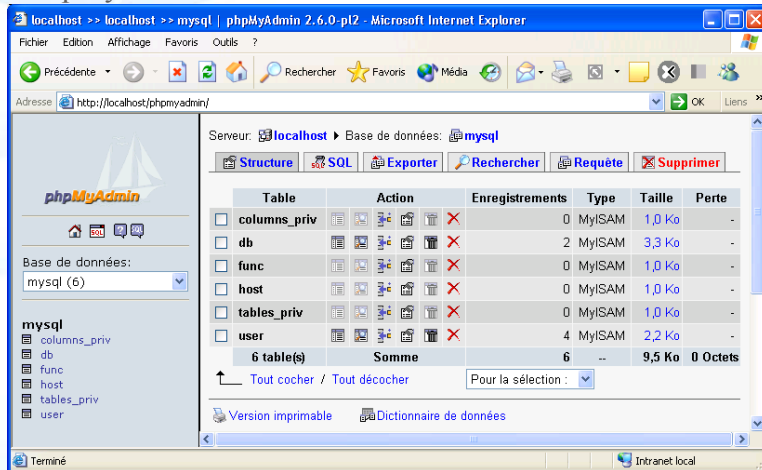 localhost >> localhost >> mysql | phpMyAdmin 2.6.0-pl2 - Microsoft Internet Explorer
Fichier Edition Affichage Favoris Outils ?
Précédente Rechercher Favoris Média
Adresse http://localhost/phpmyadmin/ OK Liens »
phpMyAdmin
SQL
Base de données:
mysql (6)
mysql
columns_priv
db
func
host
tables_priv
user
Serveur: localhost Base de données: mysql
Structure SQL Exporter Rechercher Requête Supprimer
Table Action Enregistrements Type Taille Perte
columns_priv 0 MyISAM 1,0 Ko -
db 2 MyISAM 3,3 Ko -
func 0 MyISAM 1,0 Ko -
host 0 MyISAM 1,0 Ko -
tables_priv 0 MyISAM 1,0 Ko -
user 4 MyISAM 2,2 Ko -
6 table(s) Somme 6 -- 9,5 Ko 0 Octets
Tout cocher / Tout décocher Pour la sélection :
Version imprimable Dictionnaire de données
Terminé Intranet local